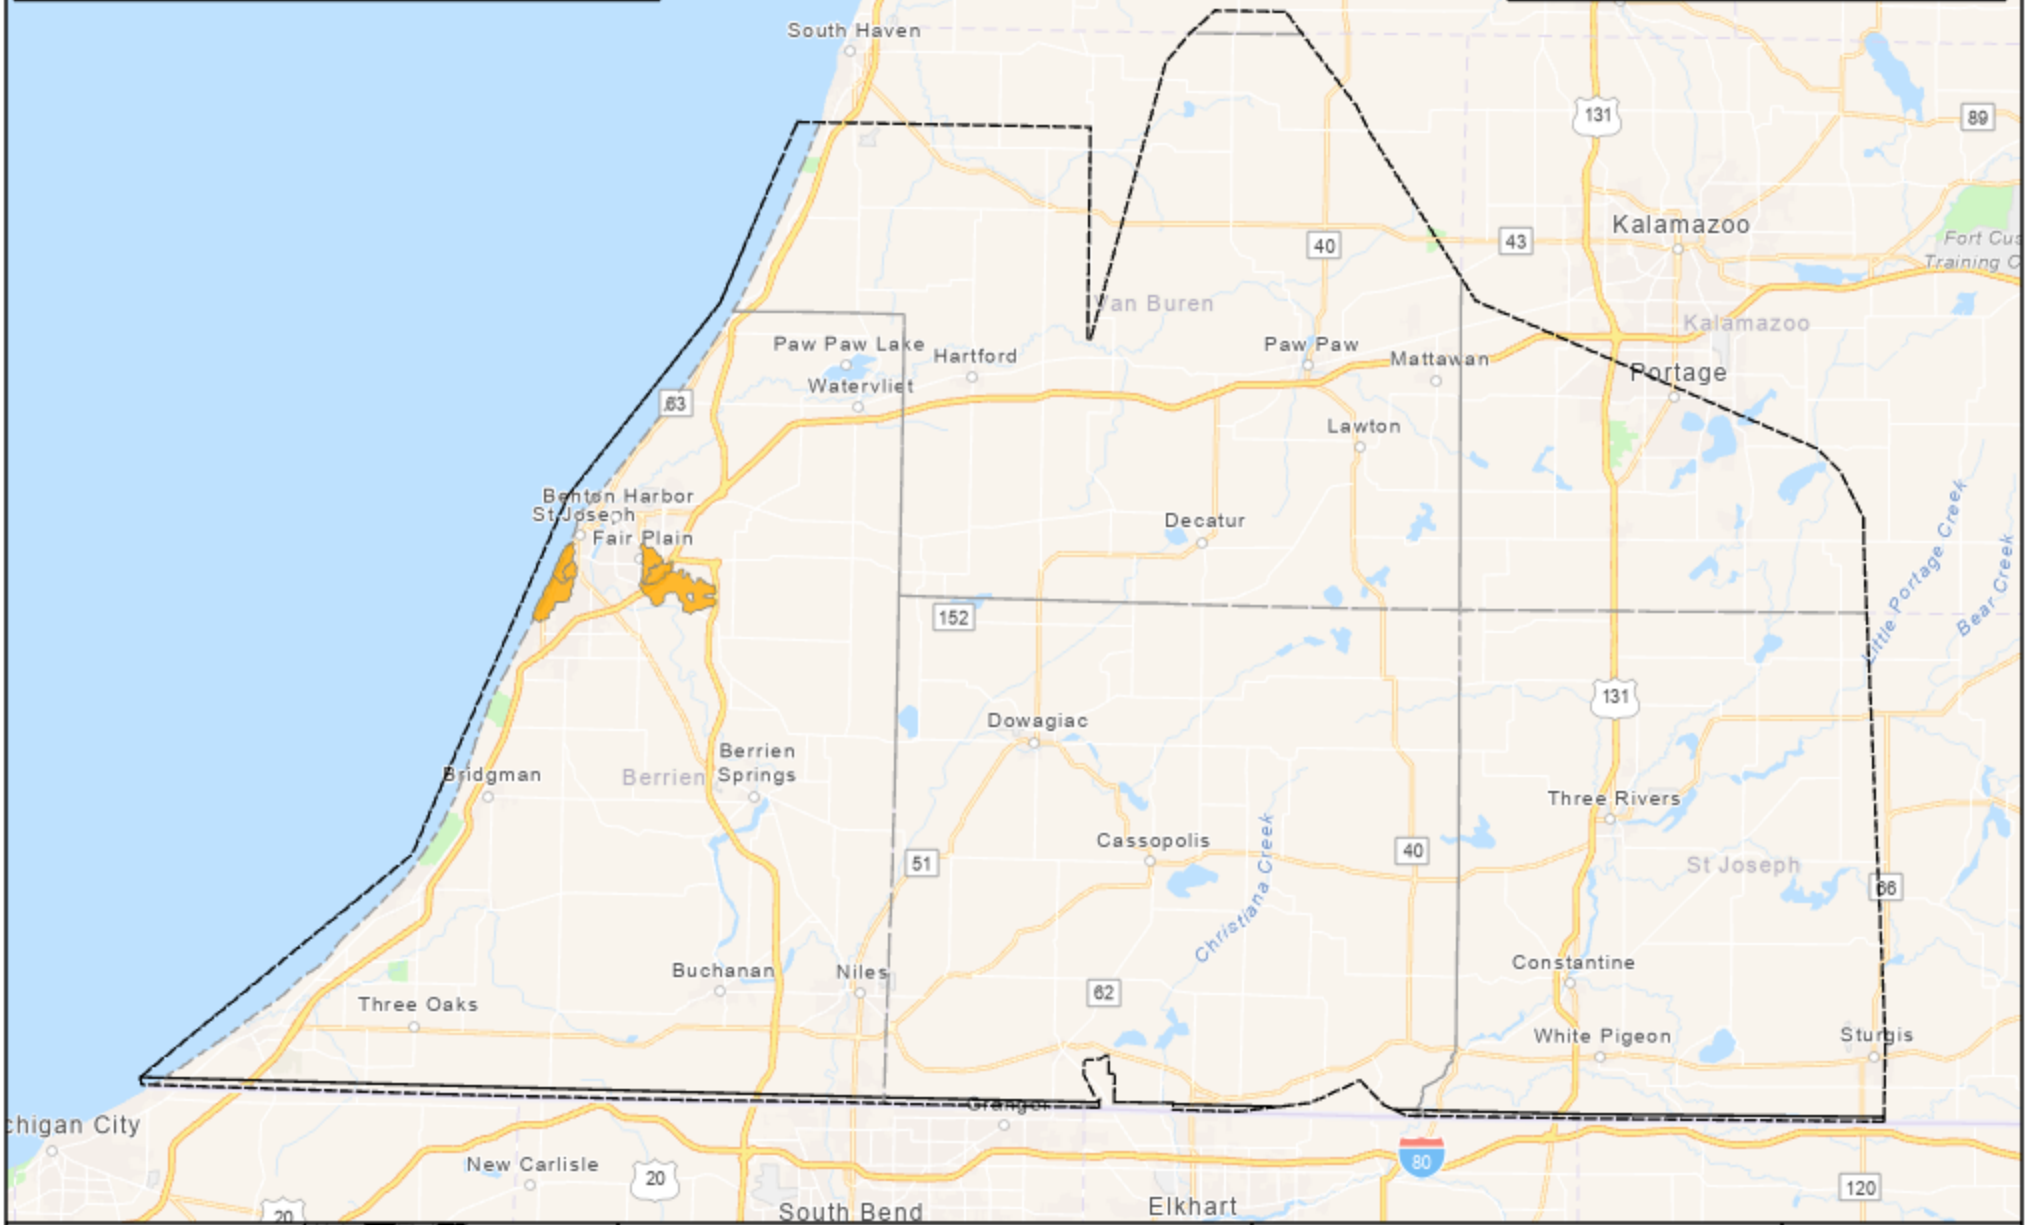 South Haven
131
89
Kalamazoo
40
43
Fort Cus
Training C
Van Buren
Kalamazoo
Paw Paw Lake
Hartford
Paw Paw
Mattawan
Portage
Watervliet
63
Lawton
Benton Harbor
St Joseph
Fair Plain
Decatur
Little Portage Creek
Bear Creek
152
131
Dowagiac
Berrien
Springs
Bridgman
Berrien
Three Rivers
Cassopolis
40
51
St Joseph
66
Christiana Creek
Buchanan
Niles
Constantine
62
Three Oaks
White Pigeon
Sturgis
Granger
chigan City
New Carlisle
20
80
120
20
South Bend
Elkhart